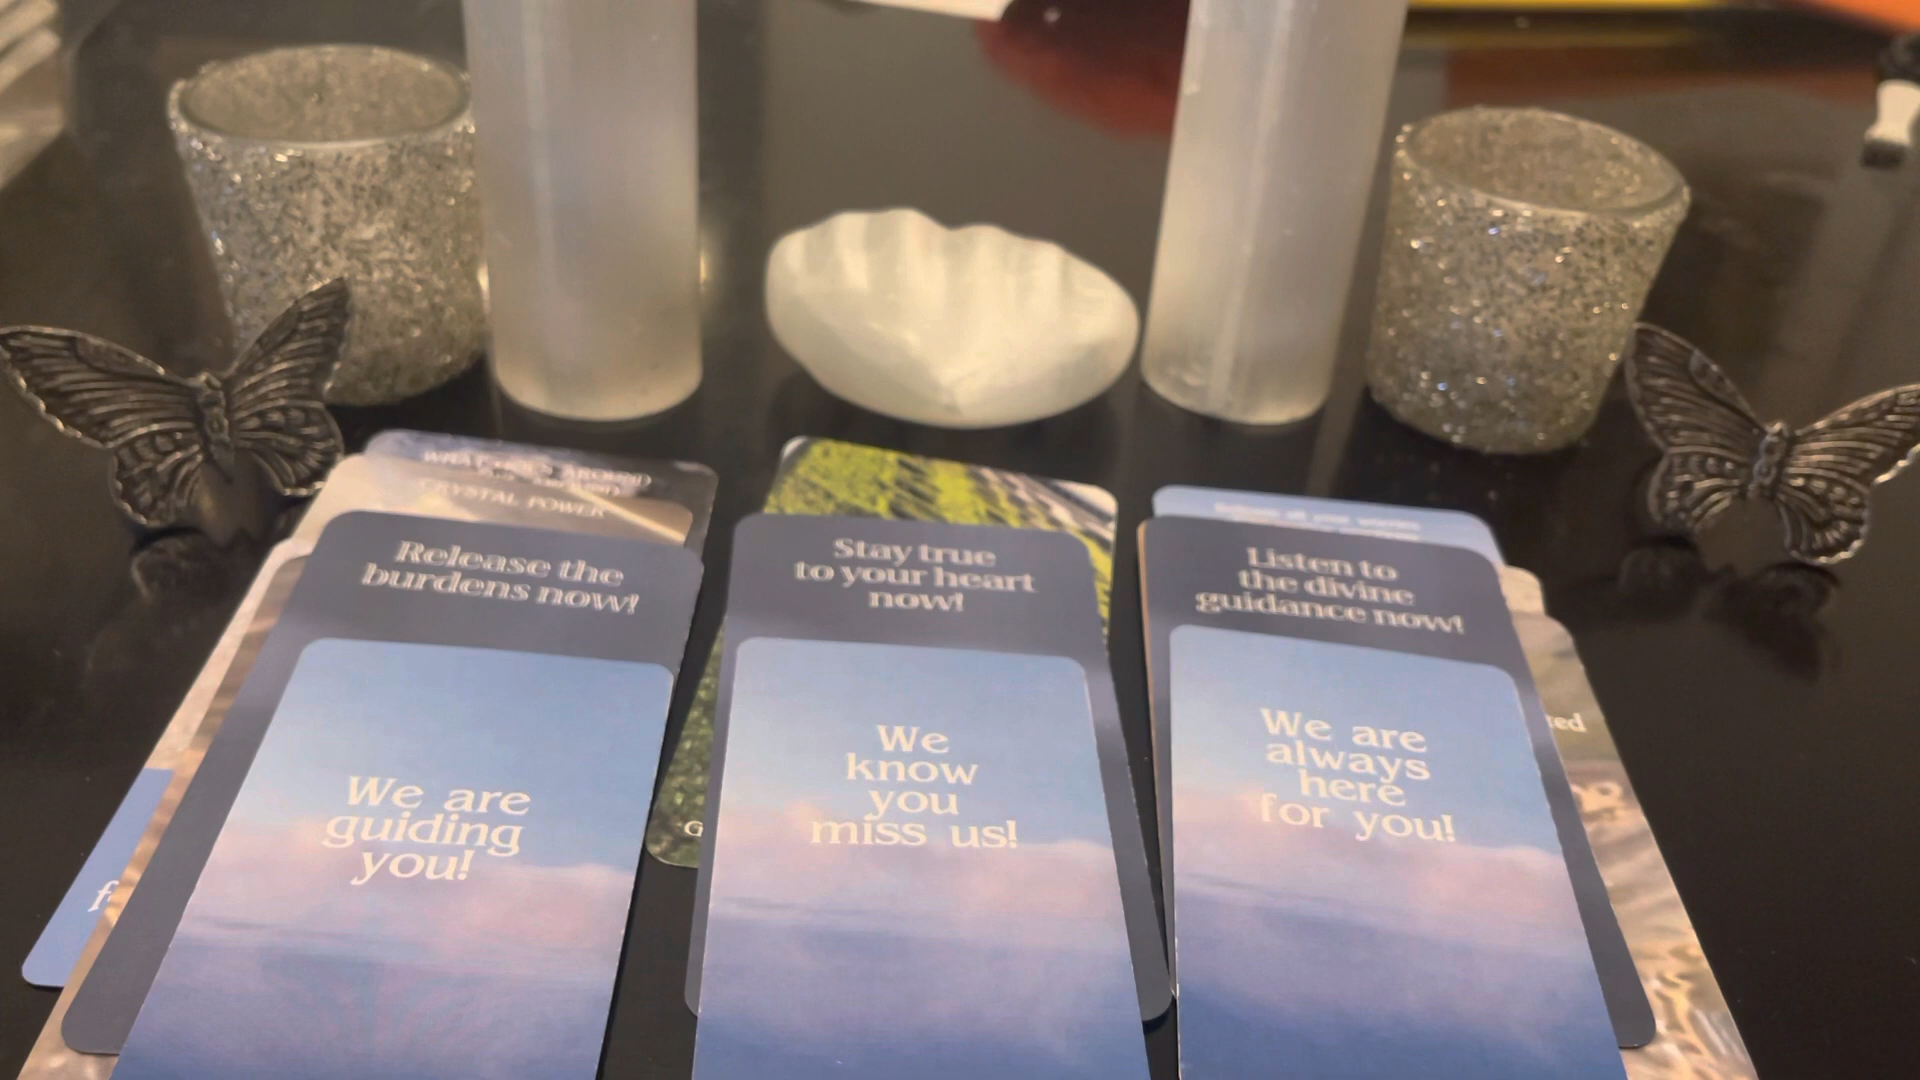 CRYSTAL POWER
Release the
burdens now!
We are
guiding
you!
Stay true
to your heart
now!
We
know
you
miss us!
G
Listen to
the divine
guidance now!
We are
always
here
for you!